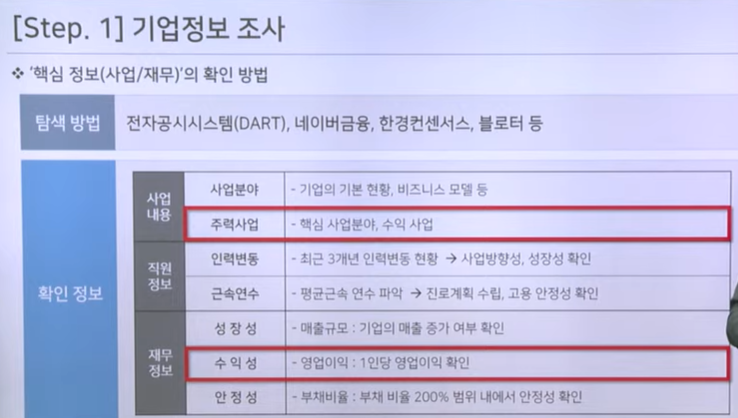 [Step. 1] 기업정보 조사
❖ '핵심 정보(사업/재무)'의 확인 방법
탐색 방법 전자공시시스템(DART), 네이버금융, 한경컨센서스, 블로터 등
확인 정보
사업 내용
사업분야 - 기업의 기본 현황, 비즈니스 모델 등
주력사업 - 핵심 사업분야, 수익 사업
직원 정보
인력변동 - 최근 3개년 인력변동 현황 → 사업방향성, 성장성 확인
근속연수 - 평균근속 연수 파악 → 진로계획 수립, 고용 안정성 확인
재무 정보
성 장 성 - 매출규모 : 기업의 매출 증가 여부 확인
수 익 성 - 영업이익 : 1인당 영업이익 확인
안 정 성 - 부채비율 : 부채 비율 200% 범위 내에서 안정성 확인